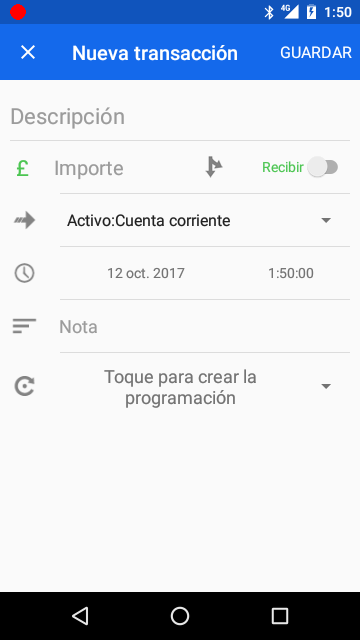 4G 1:50
Nueva transacción GUARDAR
Descripción
£ Importe Recibir
Activo:Cuenta corriente
12 oct. 2017 1:50:00
Nota
Toque para crear la
programación